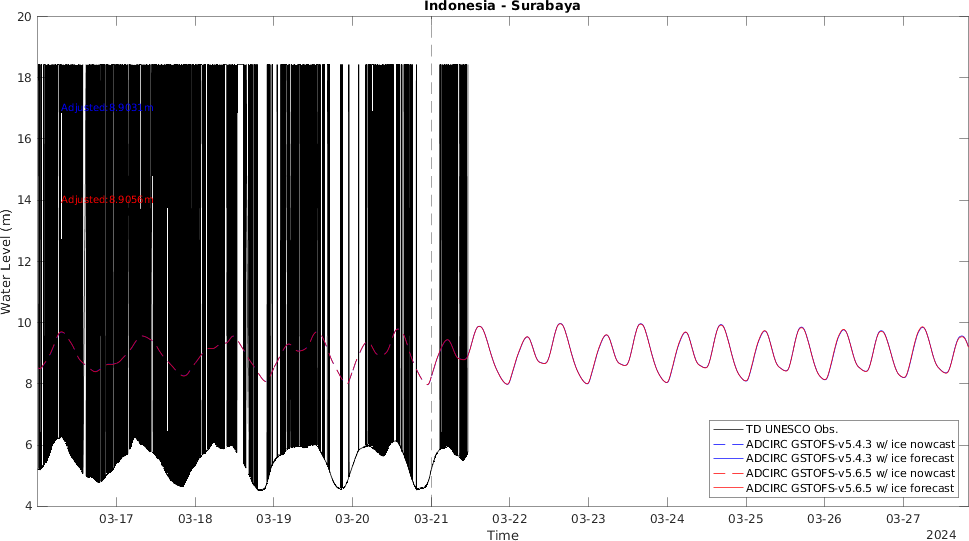 Indonesia - Surabaya
20
18
16
14
12
10
8
6
4
Water Level (m)
Adjusted:8.9031m
Adjusted:8.9056m
TD UNESCO Obs.
ADCIRC GSTOFS-v5.4.3 w/ ice nowcast
ADCIRC GSTOFS-v5.4.3 w/ ice forecast
ADCIRC GSTOFS-v5.6.5 w/ ice nowcast
ADCIRC GSTOFS-v5.6.5 w/ ice forecast
03-17 03-18 03-19 03-20 03-21 03-22 03-23 03-24 03-25 03-26 03-27
Time
2024